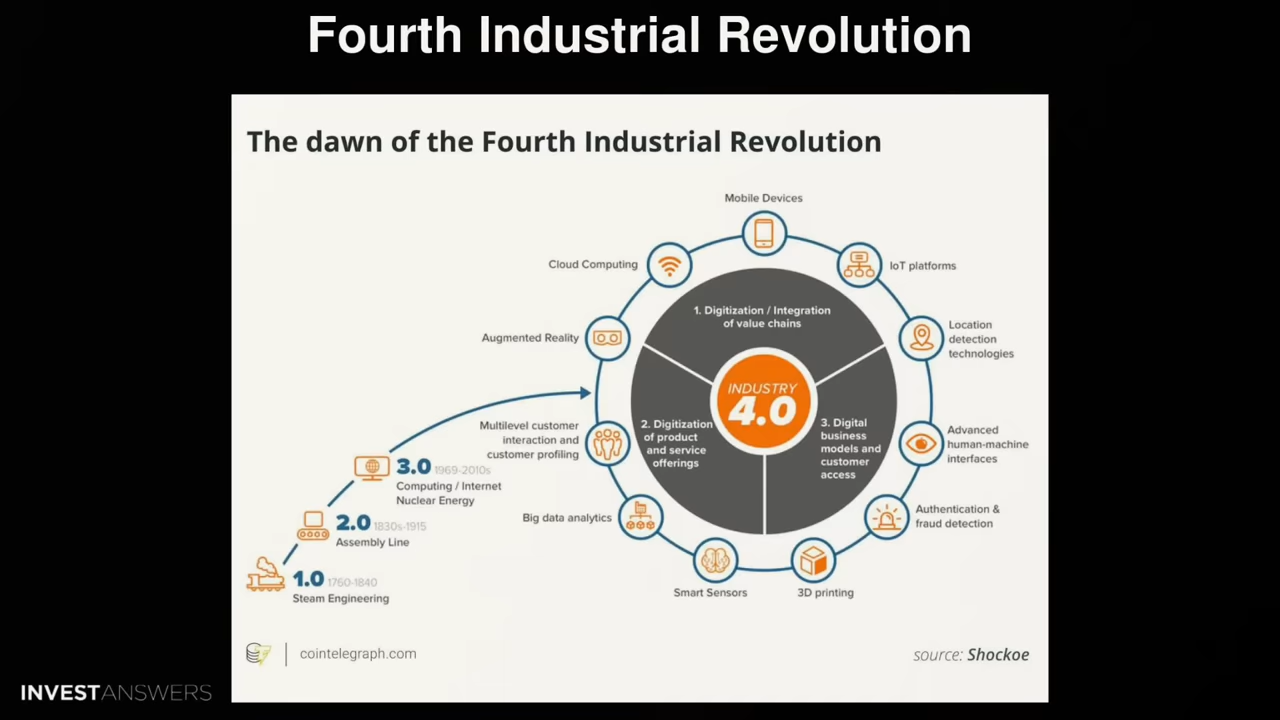 Fourth Industrial Revolution
The dawn of the Fourth Industrial Revolution
Mobile Devices
Cloud Computing
IoT platforms
Augmented Reality
Location
detection
technologies
1. Digitization / Integration
of value chains
INDUSTRY
4.0
2. Digitization
of product
and service
offerings
3. Digital
business
models and
customer
access
Multilevel customer
interaction and
customer profiling
Advanced
human-machine
interfaces
Big data analytics
Authentication &
fraud detection
Smart Sensors
3D printing
3.0 1969-2010s
Computing / Internet
Nuclear Energy
2.0 1830s-1915
Assembly Line
1.0 1760-1840
Steam Engineering
cointelegraph.com
source: Shockoe
INVESTANSWERS